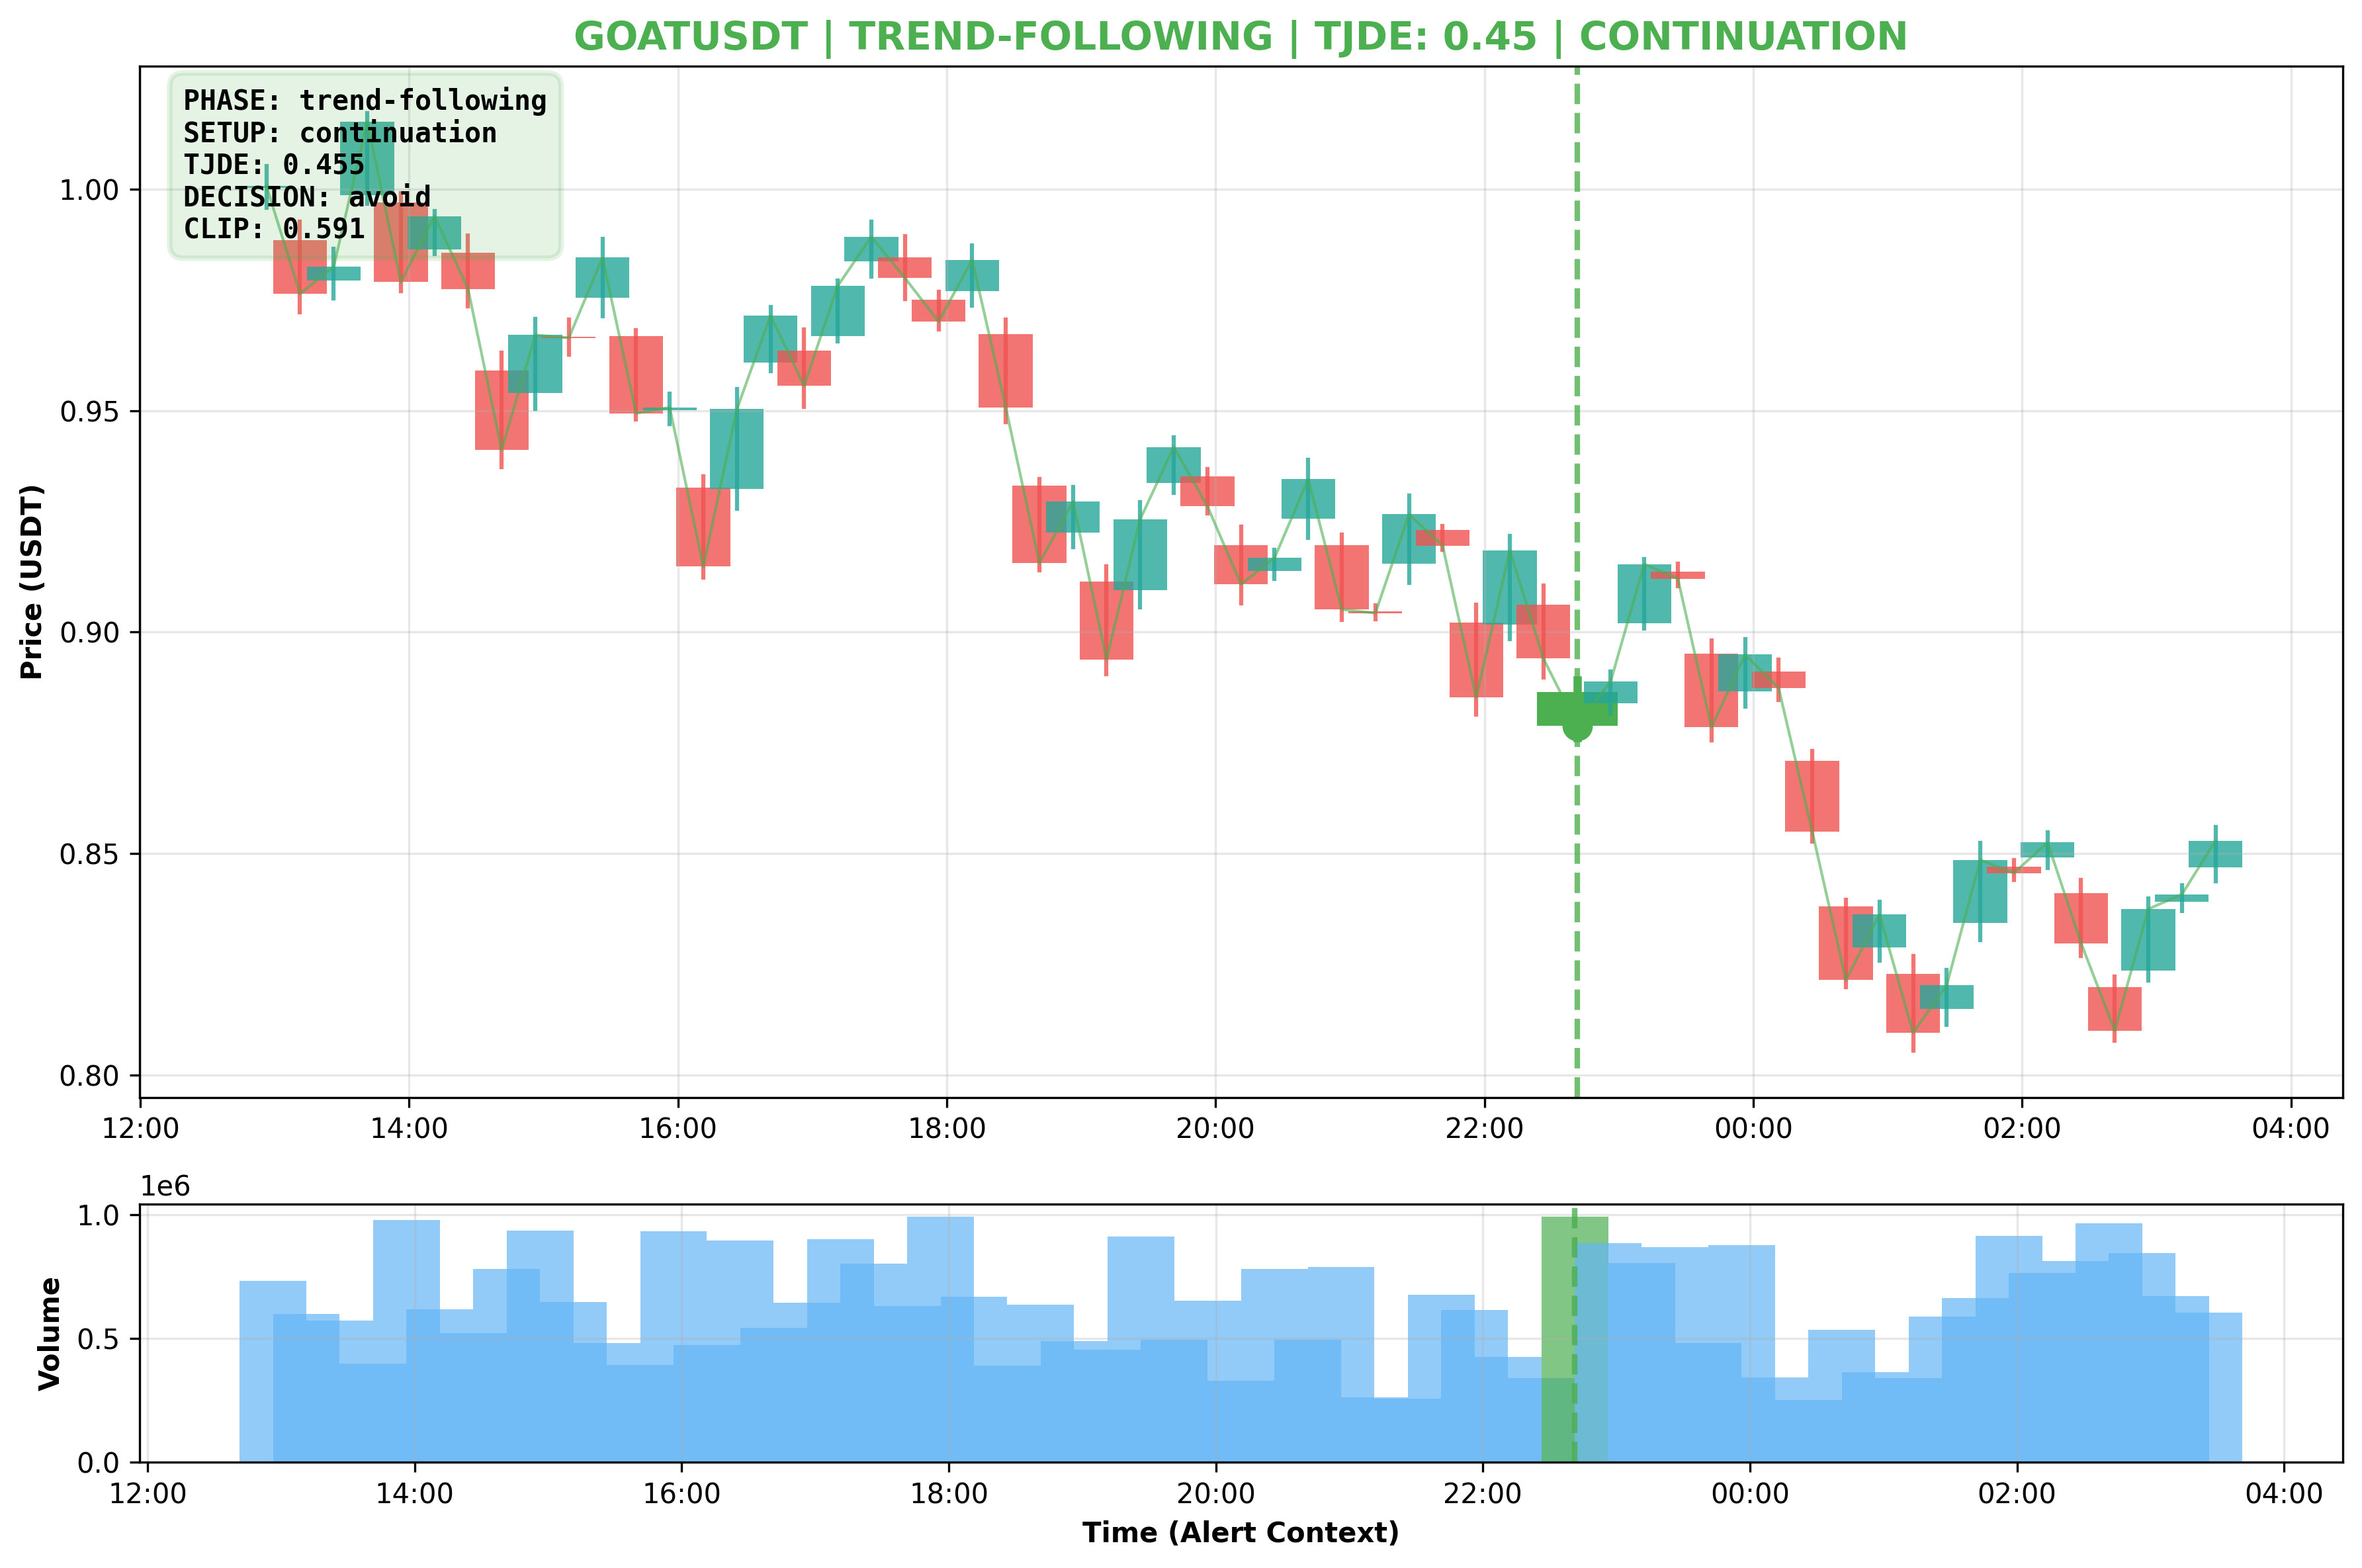 GOATUSDT | TREND-FOLLOWING | TJDE: 0.45 | CONTINUATION
PHASE: trend-following
SETUP: continuation
TJDE: 0.455
DECISION: avoid
CLIP: 0.591
Price (USDT)
1.00
0.95
0.90
0.85
0.80
12:00 14:00 16:00 18:00 20:00 22:00 00:00 02:00 04:00
1e6
Volume
1.0
0.5
0.0
12:00 14:00 16:00 18:00 20:00 22:00 00:00 02:00 04:00
Time (Alert Context)